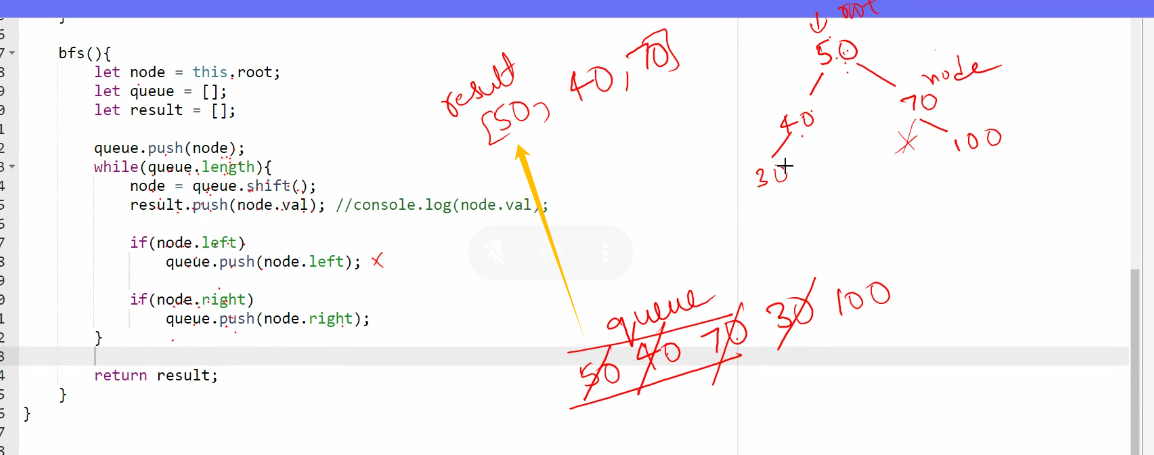 }
bfs(){
let node = this.root;
let queue = [];
let result = [];
queue.push(node);
while(queue.length){
node = queue.shift();
result.push(node.val); //console.log(node.val);
if(node.left)
queue.push(node.left); X
if(node.right)
queue.push(node.right);
}
return result;
}
}
result
[50, 40, 70]
root
50
node
40 70
30 X 100
queue
50 40 70 30 100